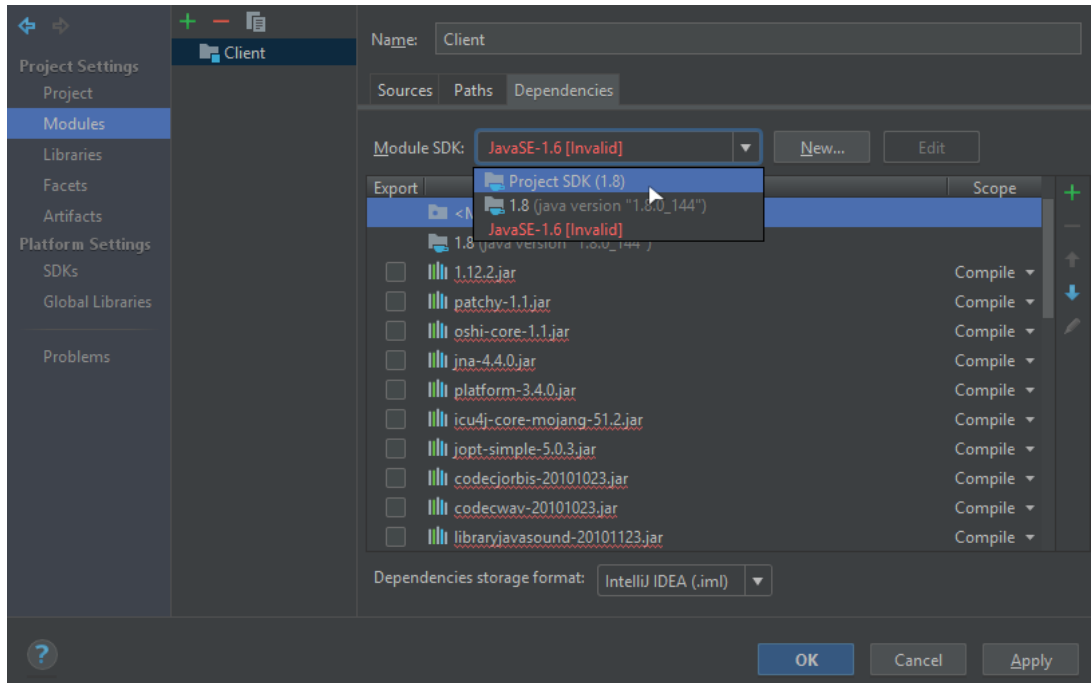 Project Settings
Project
Modules
Libraries
Facets
Artifacts
Platform Settings
SDKs
Global Libraries
Problems
Client
Name: Client
Sources Paths Dependencies
Module SDK: JavaSE-1.6 [Invalid] New... Edit
Project SDK (1.8)
1.8 (java version "1.8.0_144")
JavaSE-1.6 [Invalid]
Export Scope
<M
1.8 (java version "1.8.0_144")
1.12.2.jar Compile
patchy-1.1.jar Compile
oshi-core-1.1.jar Compile
jna-4.4.0.jar Compile
platform-3.4.0.jar Compile
icu4j-core-mojang-51.2.jar Compile
jopt-simple-5.0.3.jar Compile
codecjorbis-20101023.jar Compile
codecwav-20101023.jar Compile
libraryjavasound-20101123.jar Compile
Dependencies storage format: IntelliJ IDEA (.iml)
? OK Cancel Apply